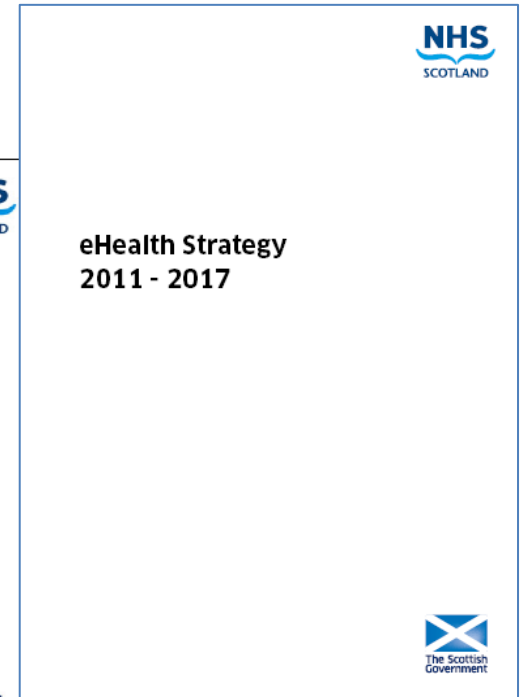 NHS
SCOTLAND
S
D
eHealth Strategy
2011 - 2017
The Scottish
Government